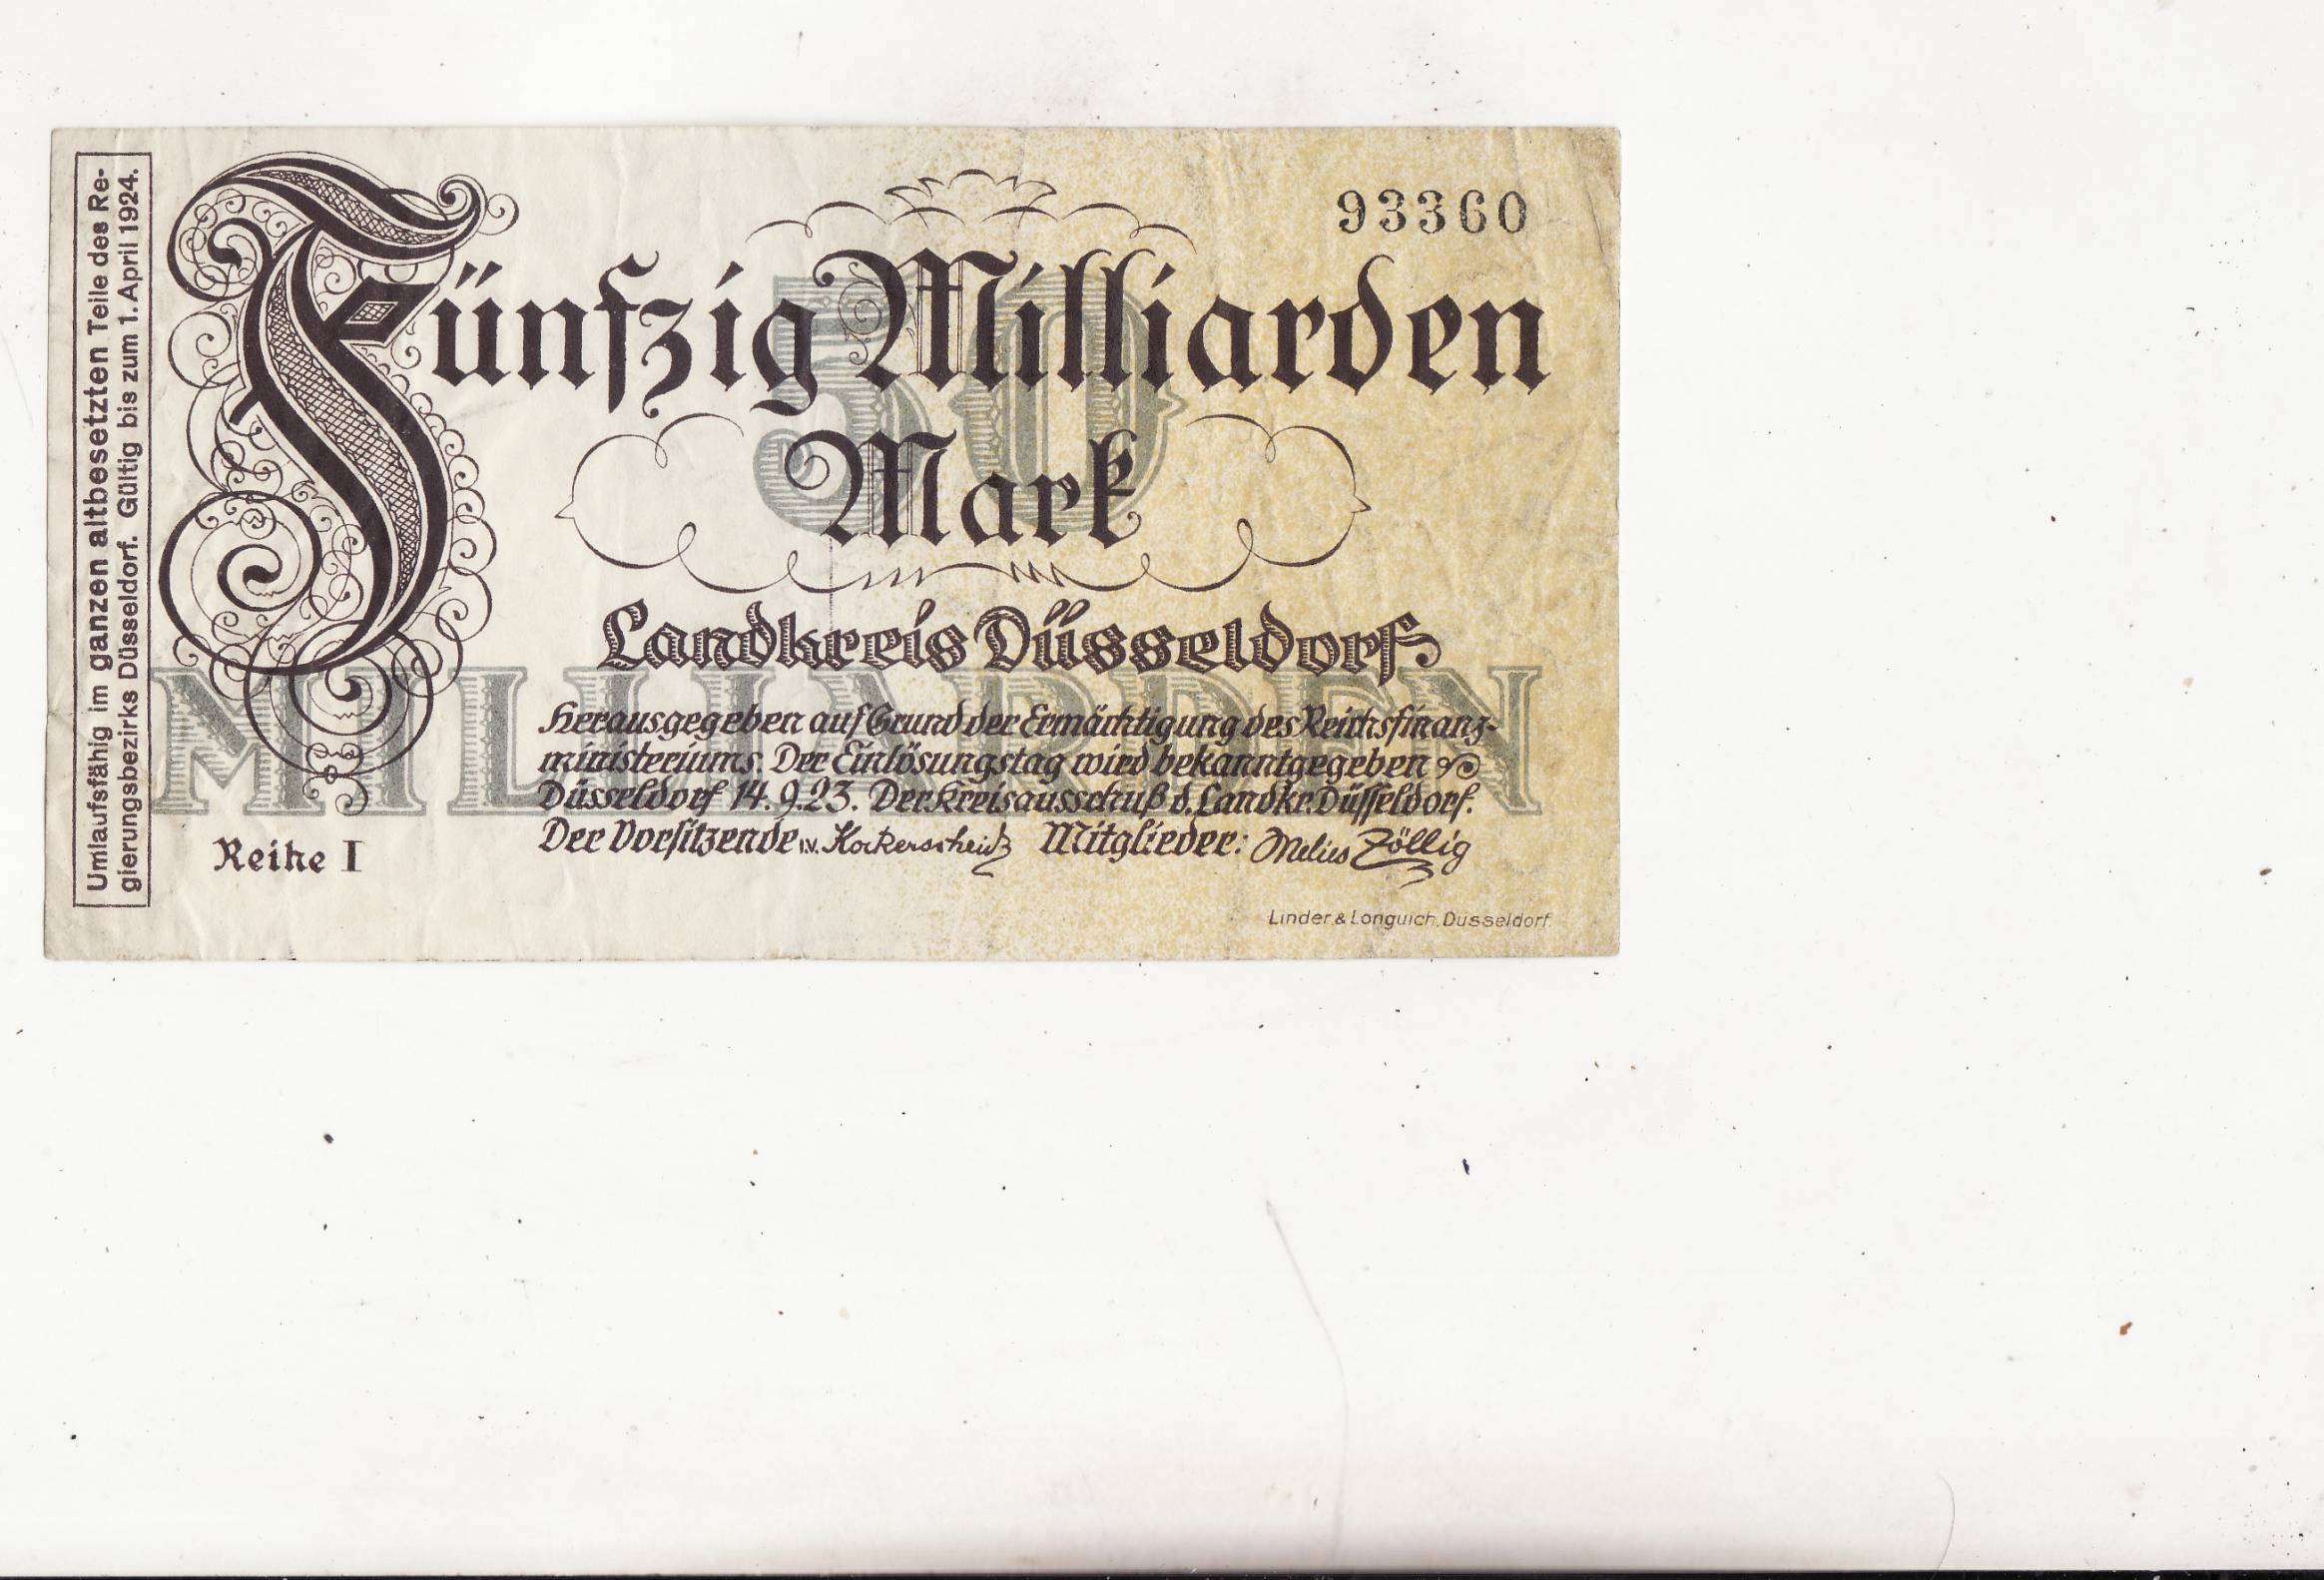 Umlaufsfähig im ganzen altbesetzten Teile des Re-
gierungsbezirks Düsseldorf. Gültig bis zum 1. April 1924.
93360
Fünfzig Milliarden
50
Mark
Landkreis Düsseldorf
MILLIARDEN
Herausgegeben auf Grund der Ermächtigung des Reichsfinanz-
ministeriums. Der Einlösungstag wird bekanntgegeben
Düsseldorf 14.9.23. Der Kreisausschuß d. Landkr. Düsseldorf.
Der Vorsitzende i.V. Mitglieder: Zöllig
Reihe I
Linder & Longuich, Düsseldorf